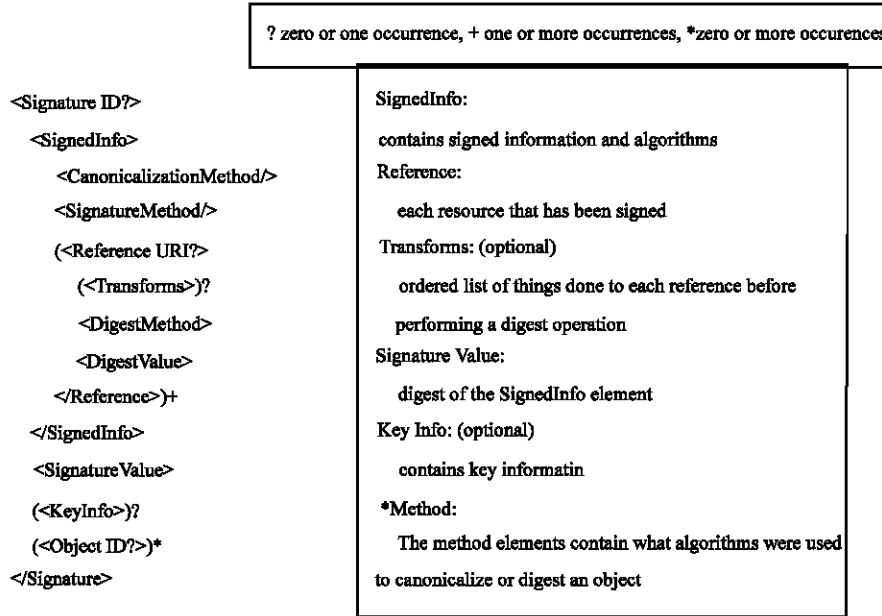 ? zero or one occurrence, + one or more occurrences, *zero or more occurences
<Signature ID?>
<SignedInfo>
<CanonicalizationMethod/>
<SignatureMethod/>
(<Reference URI?>
(<Transforms>)?
<DigestMethod>
<DigestValue>
</Reference>)+
</SignedInfo>
<SignatureValue>
(<KeyInfo>)?
(<Object ID?>)*
</Signature>
SignedInfo:
contains signed information and algorithms
Reference:
each resource that has been signed
Transforms: (optional)
ordered list of things done to each reference before
performing a digest operation
Signature Value:
digest of the SignedInfo element
Key Info: (optional)
contains key informatin
*Method:
The method elements contain what algorithms were used
to canonicalize or digest an object